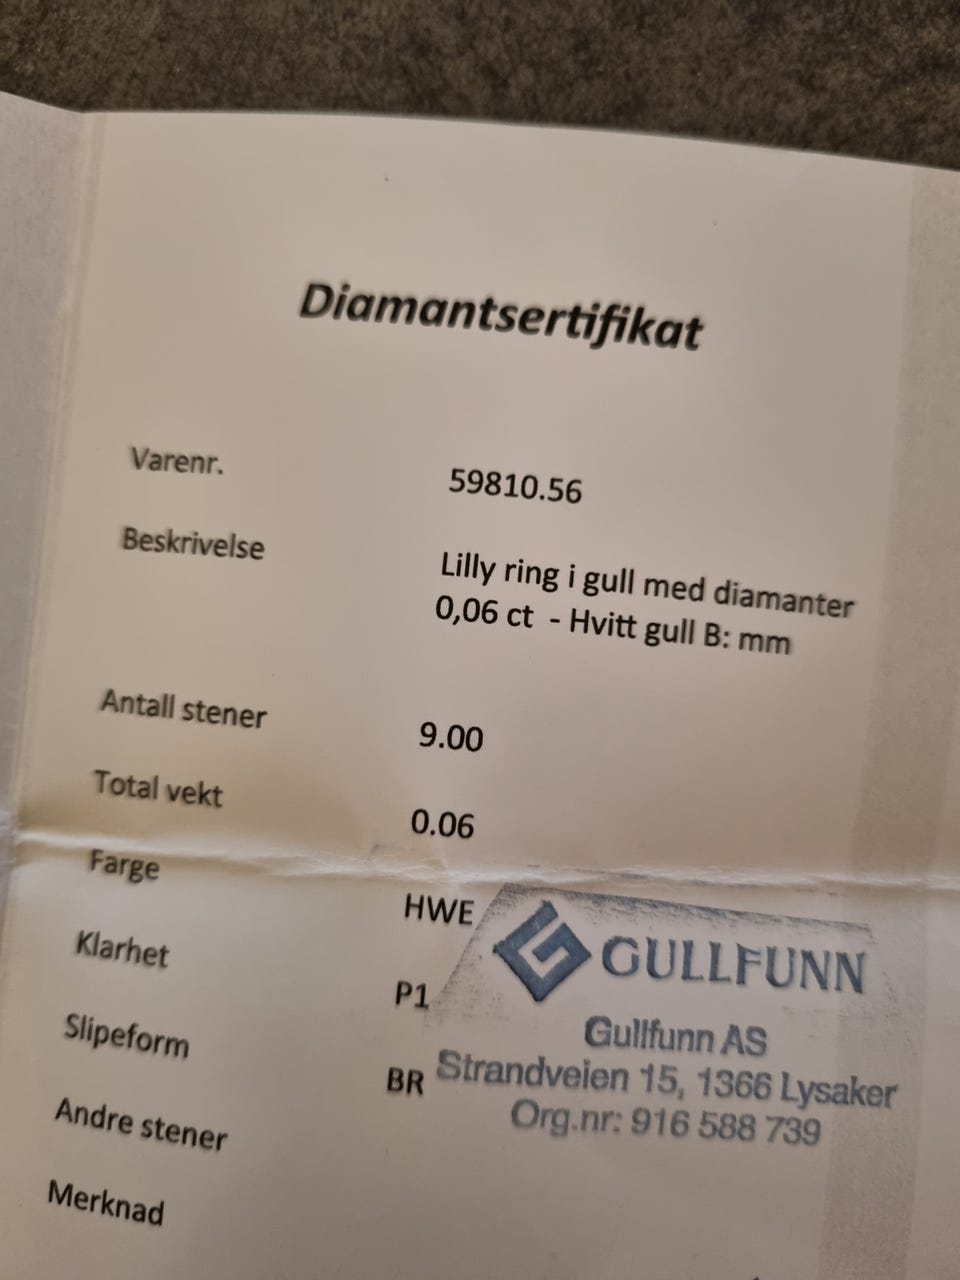 Diamantsertifikat
Varenr. 59810.56
Beskrivelse Lilly ring i gull med diamanter
0,06 ct - Hvitt gull B: mm
Antall stener 9.00
Total vekt 0.06
Farge HWE
Klarhet P1
Slipeform BR
Andre stener
Merknad
GULLFUNN
Gullfunn AS
Strandveien 15, 1366 Lysaker
Org.nr: 916 588 739